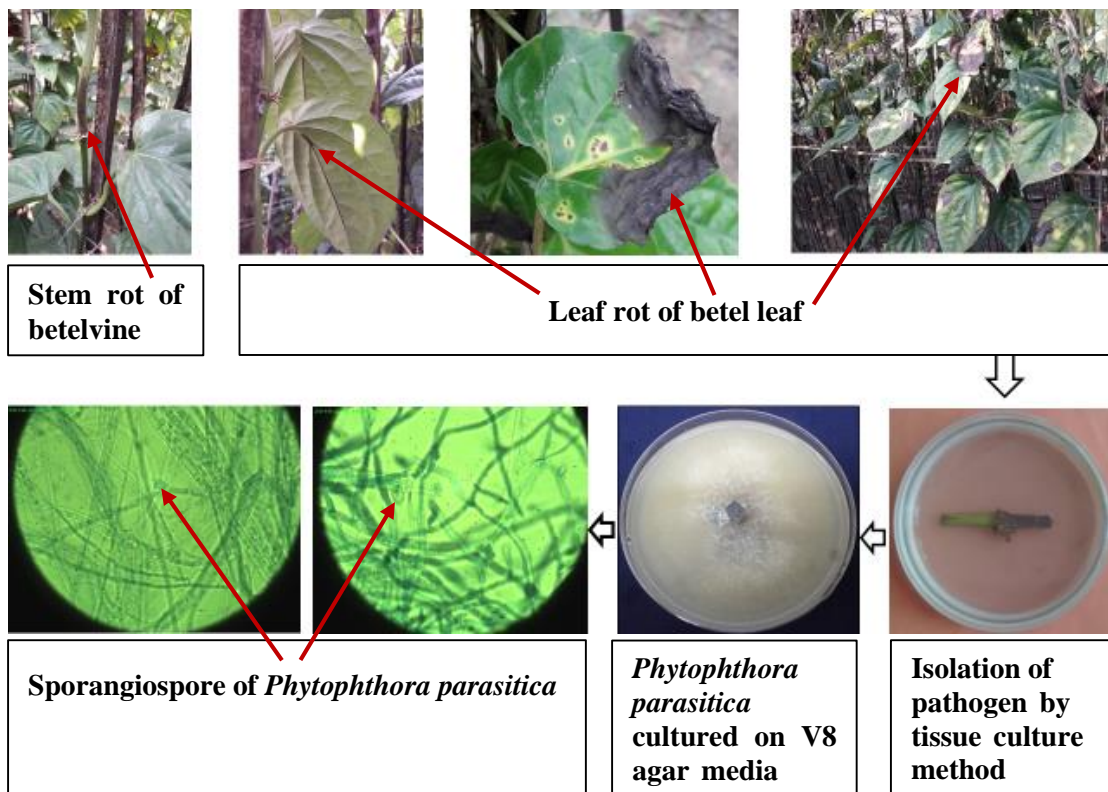 Stem rot of
betelvine
Leaf rot of betel leaf
Sporangiospore of Phytophthora parasitica
Phytophthora
parasitica
cultured on V8
agar media
Isolation of
pathogen by
tissue culture
method